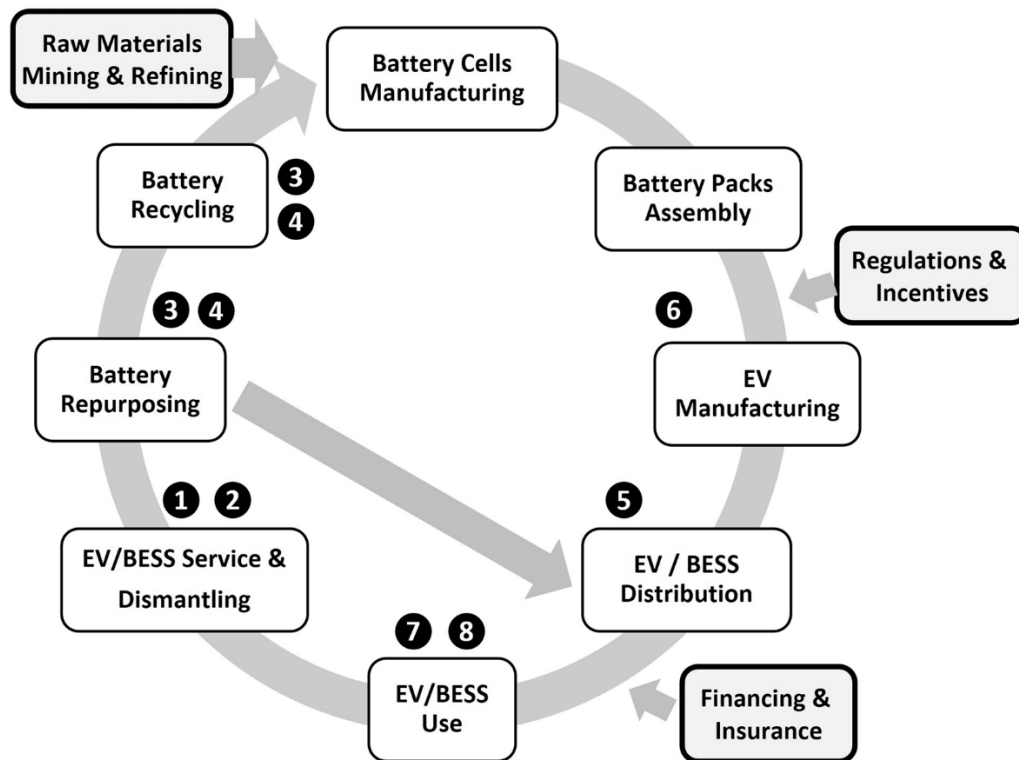 Raw Materials
Mining & Refining
Battery Cells
Manufacturing
Battery
Recycling
3
4
Battery Packs
Assembly
Regulations &
Incentives
3 4
6
Battery
Repurposing
EV
Manufacturing
1 2
5
EV/BESS Service &
Dismantling
EV / BESS
Distribution
7 8
EV/BESS
Use
Financing &
Insurance